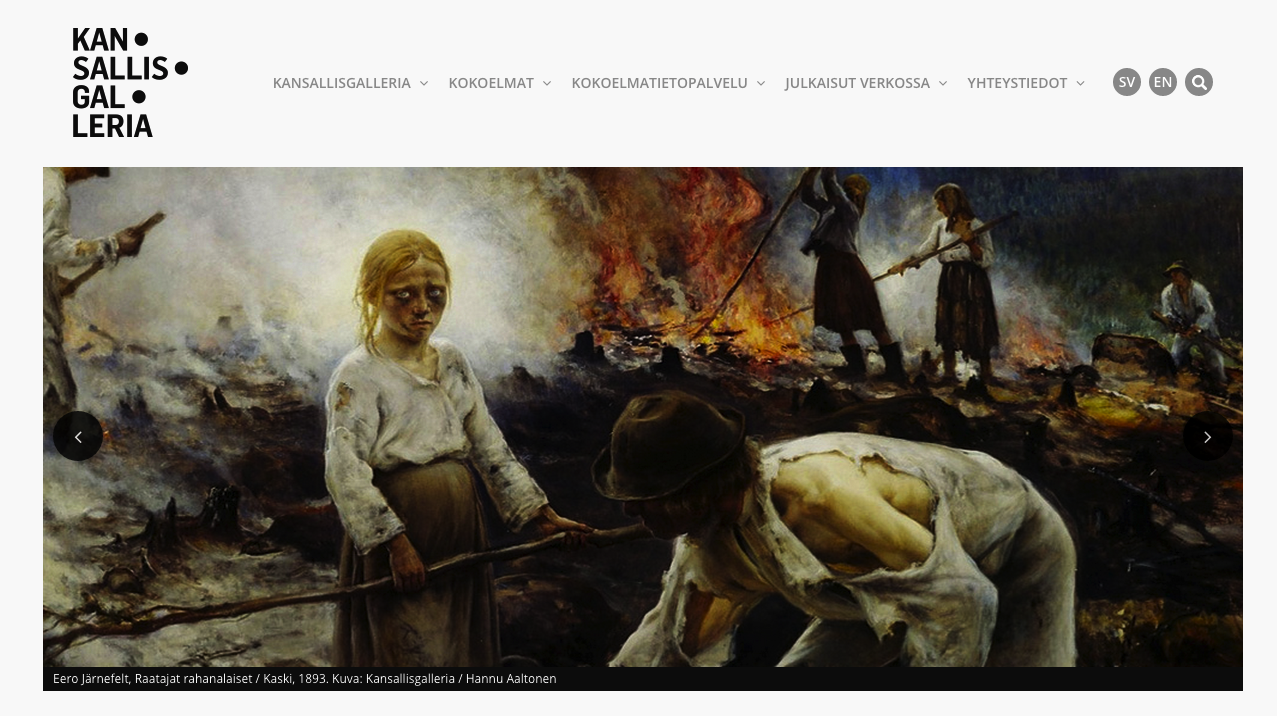 KAN
SALLIS
GAL
LERIA
KANSALLISGALLERIA KOKOELMAT KOKOELMATIETOPALVELU JULKAISUT VERKOSSA YHTEYSTIEDOT SV EN
Eero Järnefelt, Raatajat rahanalaiset / Kaski, 1893. Kuva: Kansallisgalleria / Hannu Aaltonen